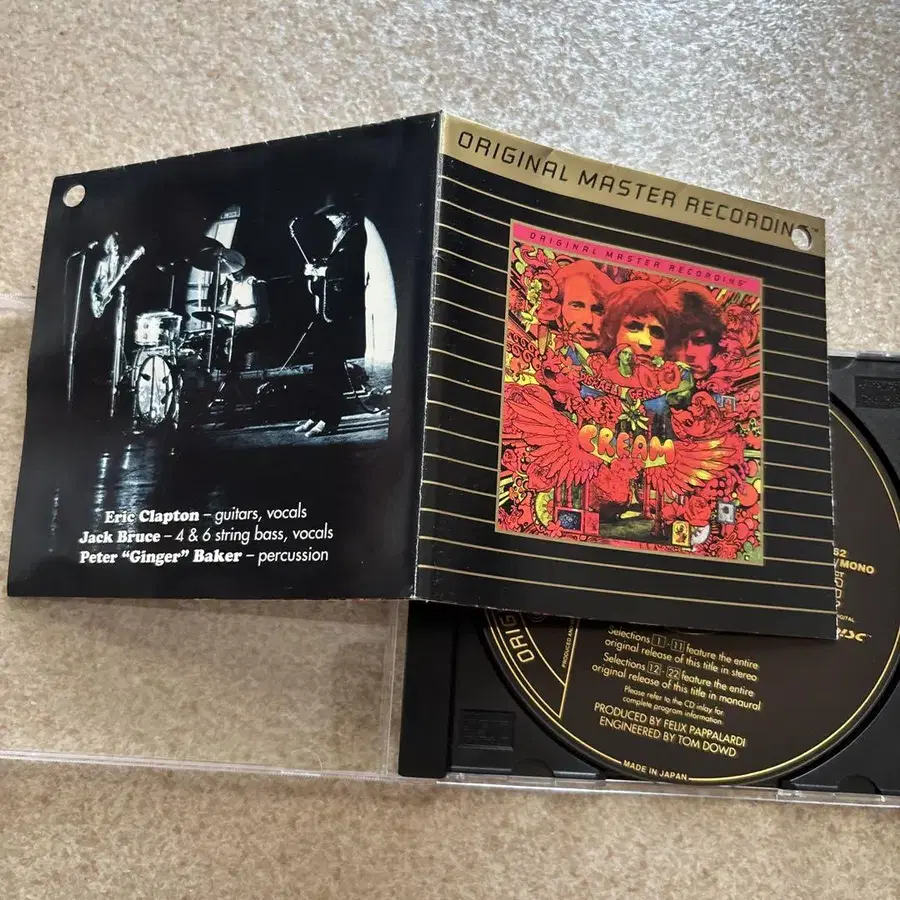 Eric Clapton – guitars, vocals
Jack Bruce – 4 & 6 string bass, vocals
Peter "Ginger" Baker – percussion
ORIGINAL MASTER RECORDING™
ORIGINAL MASTER RECORDING
CREAM
/MONO
Selections 1 - 11 feature the entire
original release of this title in stereo
Selections 12 - 22 feature the entire
original release of this title in monaural
Please refer to the CD inlay for
complete program information.
PRODUCED BY FELIX PAPPALARDI
ENGINEERED BY TOM DOWD
MADE IN JAPAN